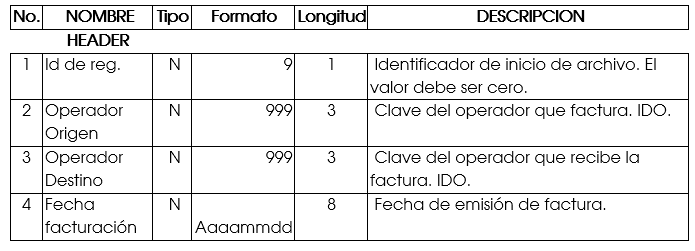 No. NOMBRE Tipo Formato Longitud DESCRIPCION
HEADER
1 Id de reg. N 9 1 Identificador de inicio de archivo. El
valor debe ser cero.
2 Operador N 999 3 Clave del operador que factura. IDO.
Origen
3 Operador N 999 3 Clave del operador que recibe la
Destino factura. IDO.
4 Fecha N 8 Fecha de emisión de factura.
facturación Aaaammdd